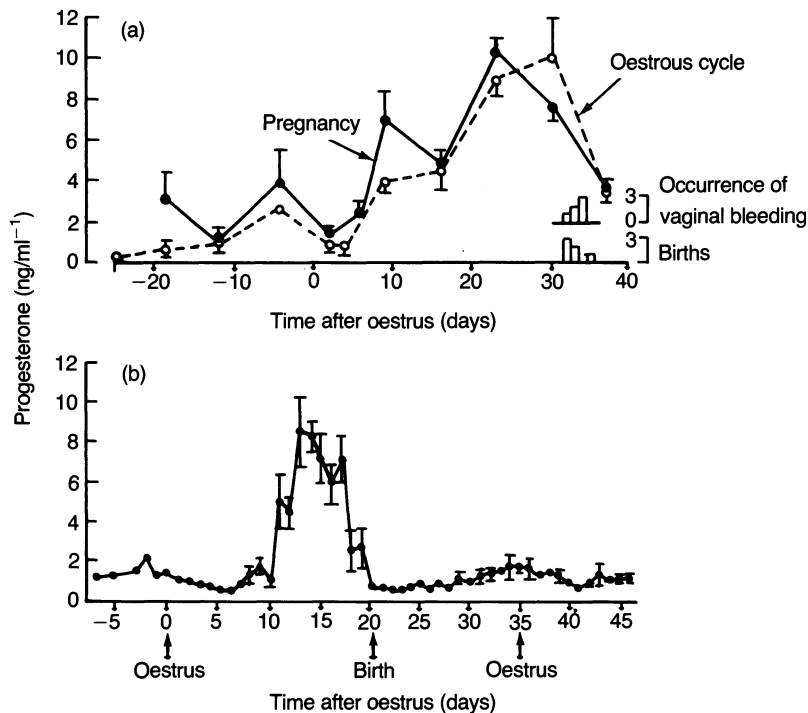 12
(a)
10
Oestrous cycle
8
Pregnancy
6
4
3
Occurrence of
0
vaginal bleeding
2
3
Births
0
−20
−10
0
10
20
30
40
Time after oestrus (days)
Progesterone (ng/ml⁻¹)
12
(b)
10
8
6
4
2
0
−5
0
5
10
15
20
25
30
35
40
45
Oestrus
Birth
Oestrus
Time after oestrus (days)